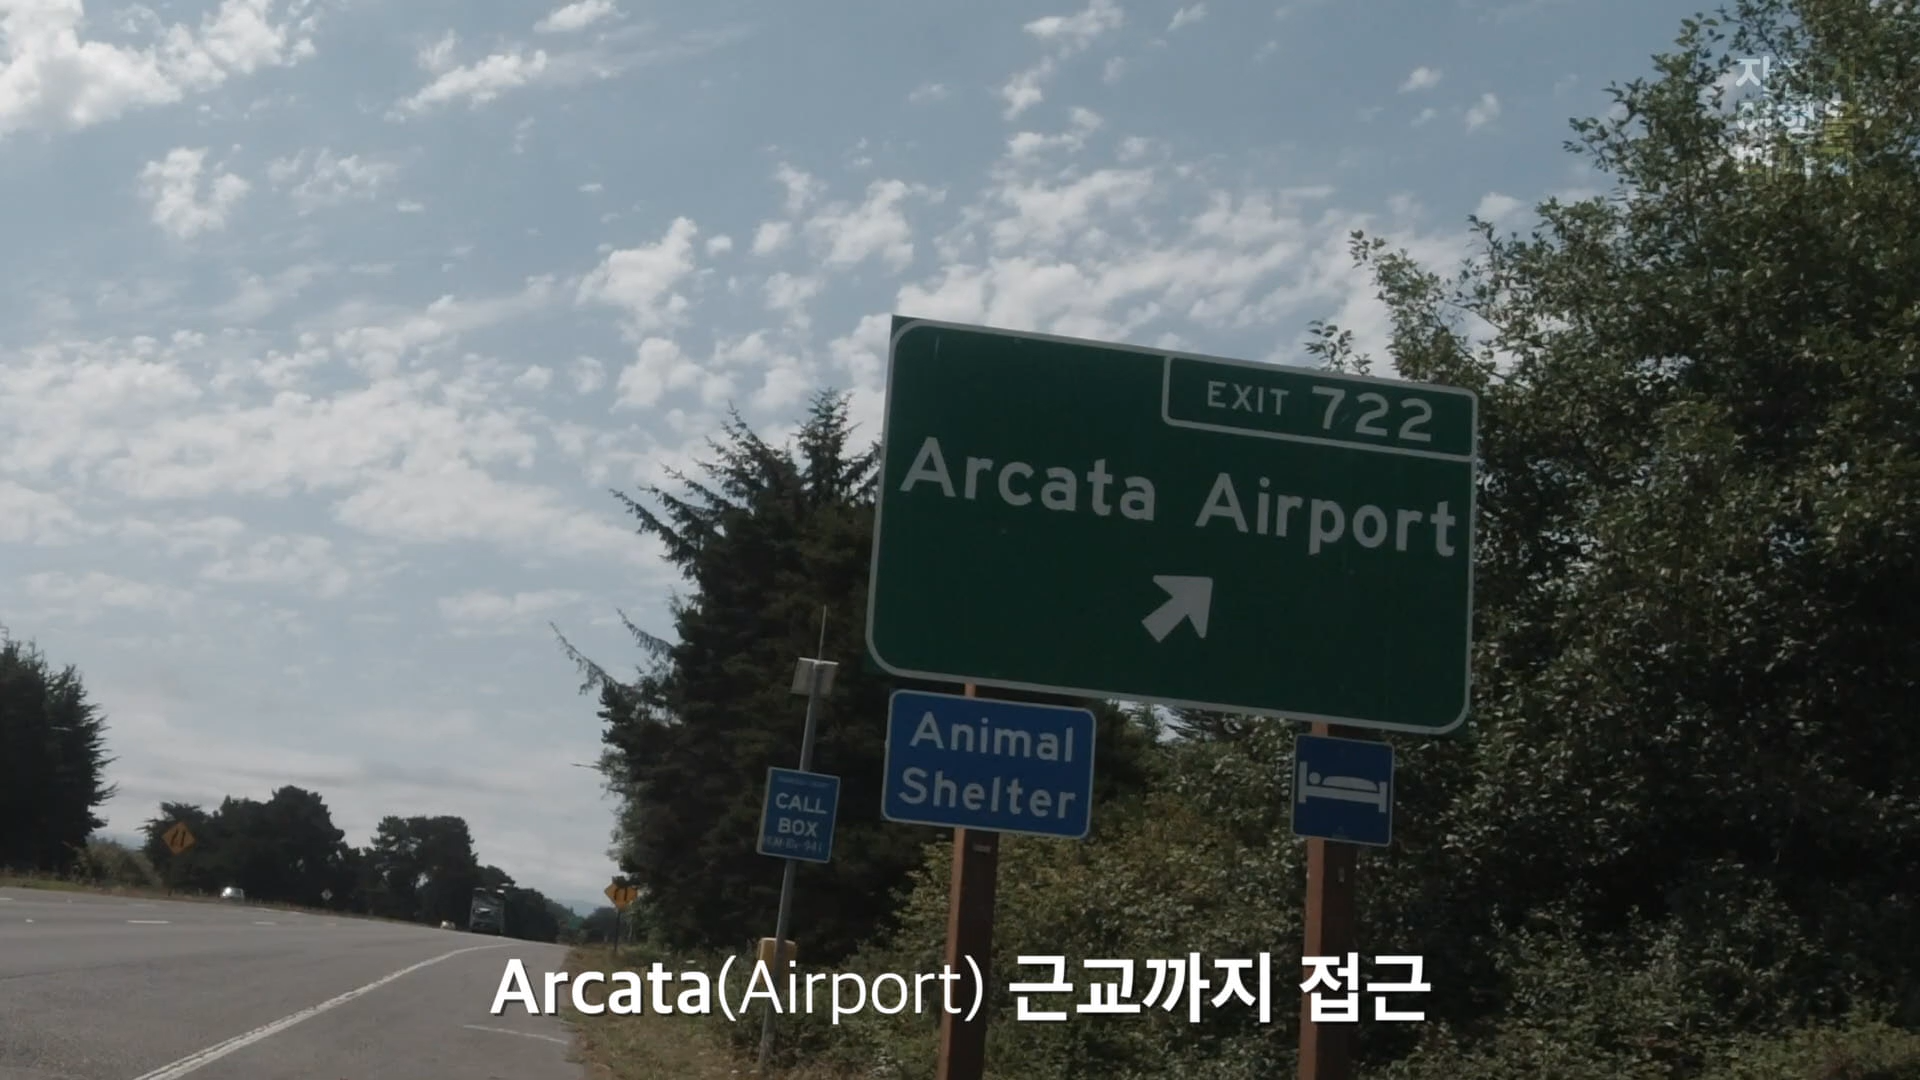 EXIT 722
Arcata Airport
Animal
Shelter
CALL
BOX
Arcata(Airport) 근교까지 접근